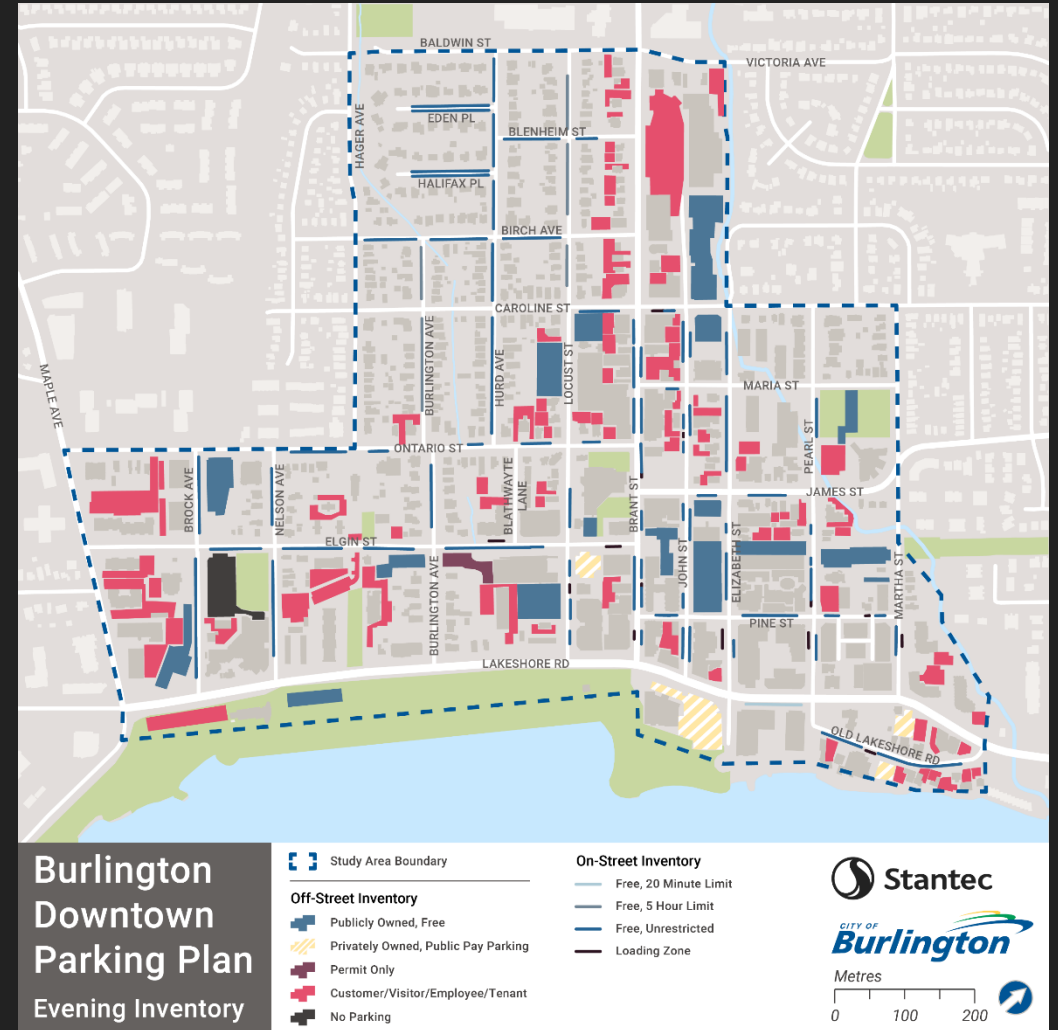 BALDWIN ST
VICTORIA AVE
HAGER AVE
EDEN PL
BLENHEIM ST
HALIFAX PL
BIRCH AVE
CAROLINE ST
BURLINGTON AVE
HURD AVE
LOCUST ST
MAPLE AVE
MARIA ST
ONTARIO ST
PEARL ST
BROCK AVE
NELSON AVE
BLATHWAYTE
LANE
BRANT ST
JAMES ST
ELGIN ST
JOHN ST
ELIZABETH ST
BURLINGTON AVE
MARTHA ST
PINE ST
LAKESHORE RD
OLD LAKESHORE RD
Burlington
Downtown
Parking Plan
Evening Inventory
Study Area Boundary
Off-Street Inventory
Publicly Owned, Free
Privately Owned, Public Pay Parking
Permit Only
Customer/Visitor/Employee/Tenant
No Parking
On-Street Inventory
Free, 20 Minute Limit
Free, 5 Hour Limit
Free, Unrestricted
Loading Zone
Stantec
CITY OF
Burlington
Metres
0 100 200